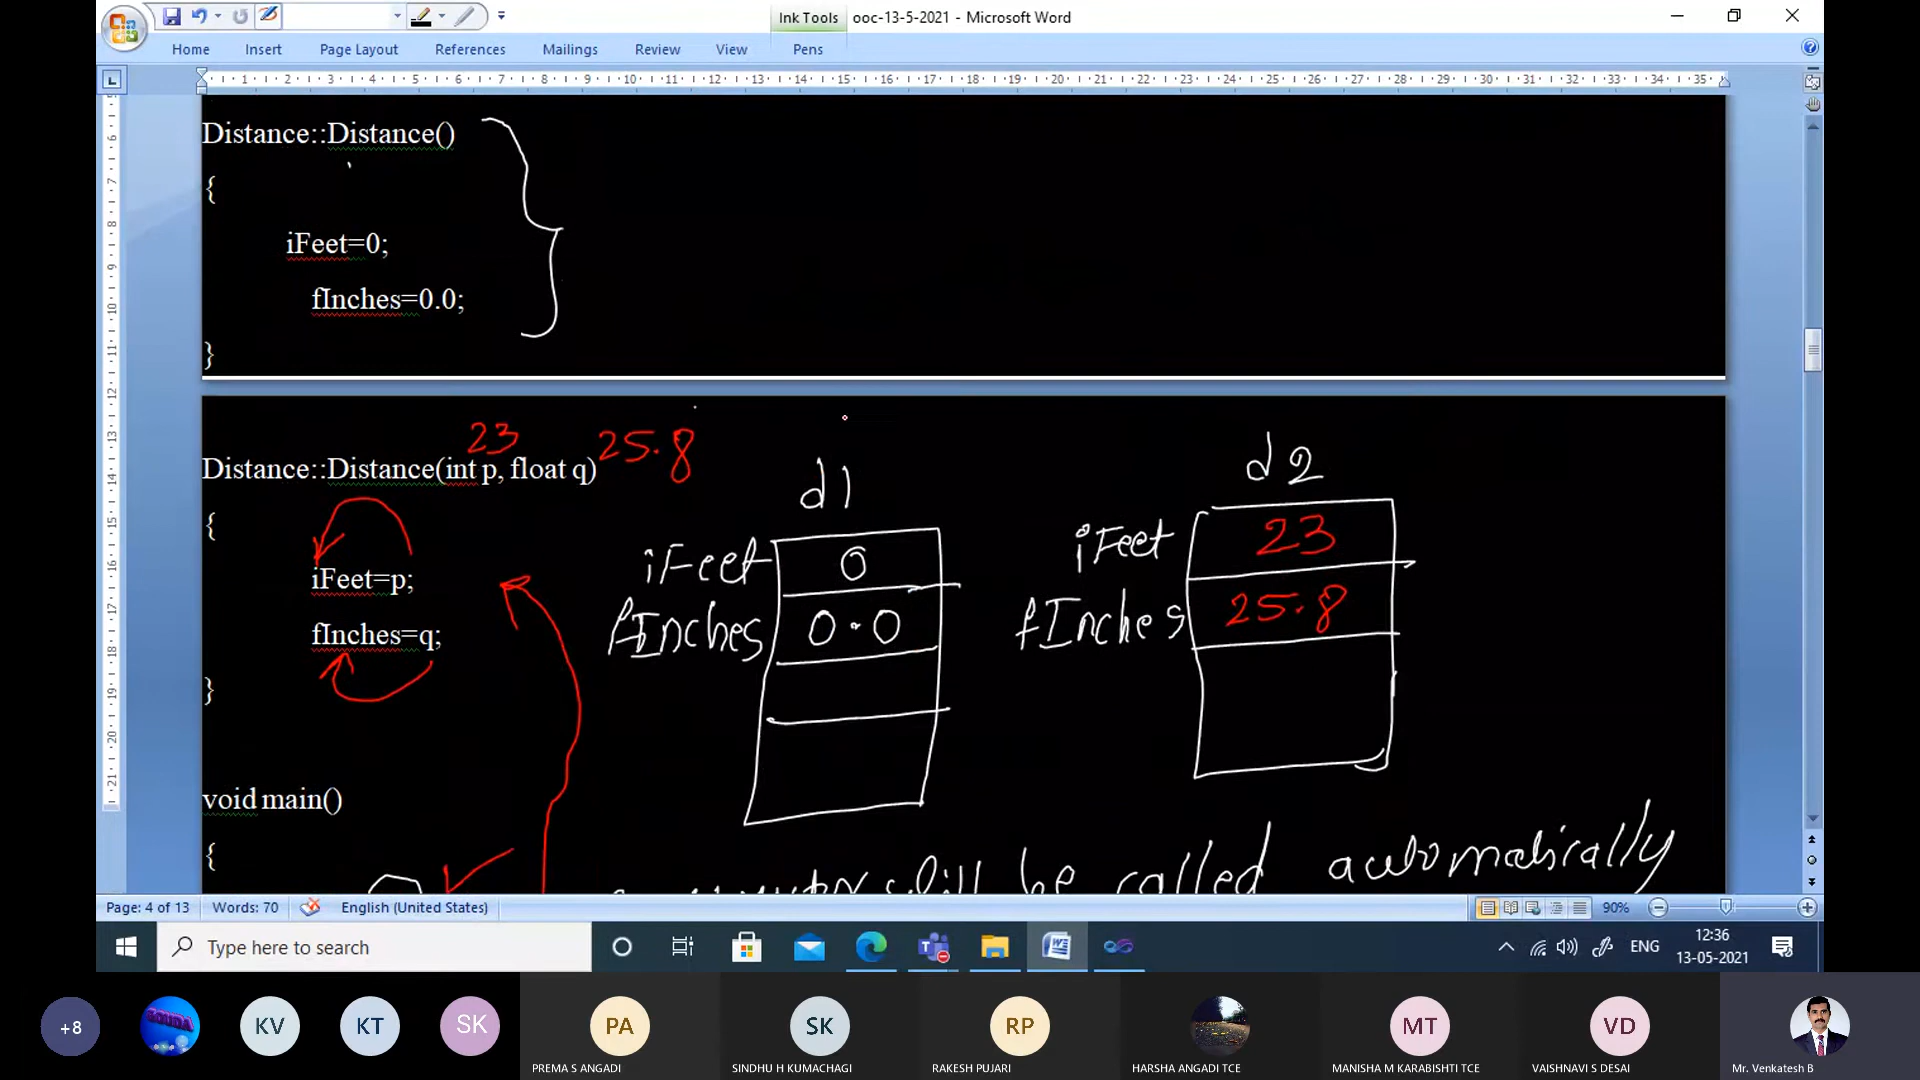 Ink Tools ooc-13-5-2021 - Microsoft Word
Home Insert Page Layout References Mailings Review View Pens
Distance::Distance()
{
iFeet=0;
fInches=0.0;
}
23 25.8
Distance::Distance(int p, float q)
{
iFeet=p;
fInches=q;
}
d1
iFeet 0
fInches 0.0
d2
iFeet 23
fInches 25.8
void main()
{
will be called automatically
Page: 4 of 13 Words: 70 English (United States) 90%
Type here to search
ENG
12:36
13-05-2021
+8 KV KT SK PA SK RP MT VD
PREMA S ANGADI SINDHU H KUMACHAGI RAKESH PUJARI HARSHA ANGADI TCE MANISHA M KARABISHTI TCE VAISHNAVI S DESAI Mr. Venkatesh B